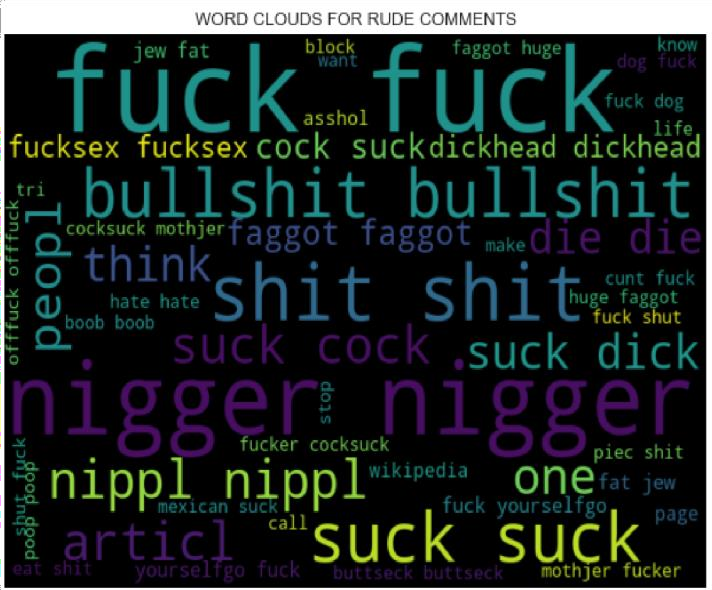 WORD CLOUDS FOR RUDE COMMENTS
jew fat
block
want
faggot huge
know
dog fuck
fuck fuck
fuck dog
asshol
life
fucksex fucksex
cock suck
dickhead dickhead
tri
bullshit bullshit
cocksuck mothjer
faggot faggot
make
die die
peopl
offfuck offfuck
think
shit shit
cunt fuck
hate hate
huge faggot
boob boob
fuck shut
suck cock
suck dick
nigger nigger
stop
fucker cocksuck
piec shit
shut fuck
poop poop
nippl nippl
wikipedia
one
fat jew
mexican suck
fuck yourselfgo
page
articl
call
suck suck
eat shit
yourselfgo fuck
buttseck buttseck
mothjer fucker